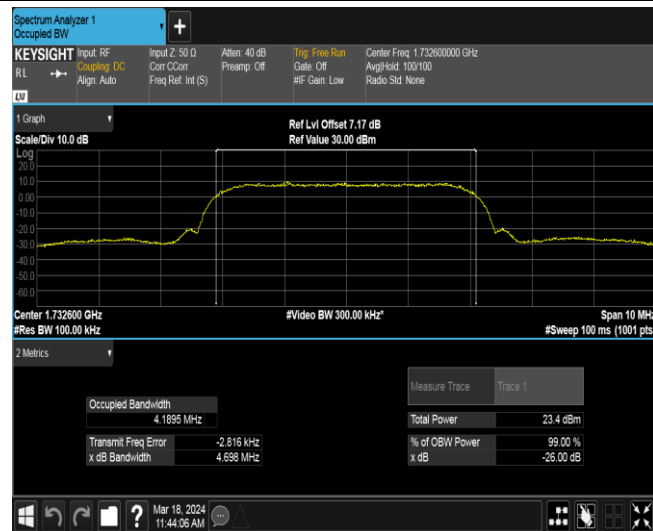 Spectrum Analyzer 1
Occupied BW
+
KEYSIGHT Input: RF Input Z: 50 Ω Atten: 40 dB Trig: Free Run Center Freq: 1.732600000 GHz
RL Coupling: DC Corr CCorr Preamp: Off Gate: Off Avg|Hold: 100/100
Align: Auto Freq Ref: Int (S) #IF Gain: Low Radio Std: None
LXI
1 Graph
Ref Lvl Offset 7.17 dB
Scale/Div 10.0 dB Ref Value 30.00 dBm
Log
20.0
10.0
0.00
-10.0
-20.0
-30.0
-40.0
-50.0
-60.0
Center 1.732600 GHz #Video BW 300.00 kHz* Span 10 MHz
#Res BW 100.00 kHz #Sweep 100 ms (1001 pts
2 Metrics
Measure Trace Trace 1
Occupied Bandwidth
4.1895 MHz
Total Power 23.4 dBm
Transmit Freq Error -2.816 kHz % of OBW Power 99.00 %
x dB Bandwidth 4.698 MHz x dB -26.00 dB
? Mar 18, 2024
11:44:06 AM